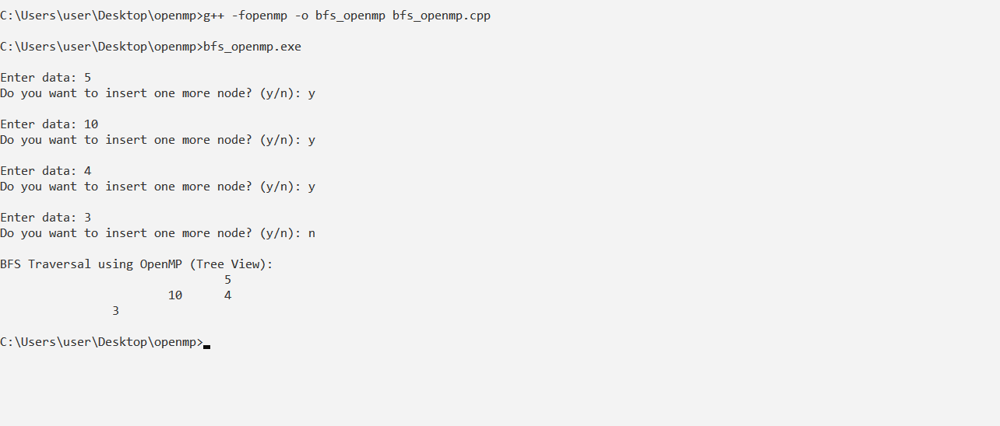 C:\Users\user\Desktop\openmp>g++ -fopenmp -o bfs_openmp bfs_openmp.cpp
C:\Users\user\Desktop\openmp>bfs_openmp.exe
Enter data: 5
Do you want to insert one more node? (y/n): y
Enter data: 10
Do you want to insert one more node? (y/n): y
Enter data: 4
Do you want to insert one more node? (y/n): y
Enter data: 3
Do you want to insert one more node? (y/n): n
BFS Traversal using OpenMP (Tree View):
                                5
                        10      4
                3
C:\Users\user\Desktop\openmp>